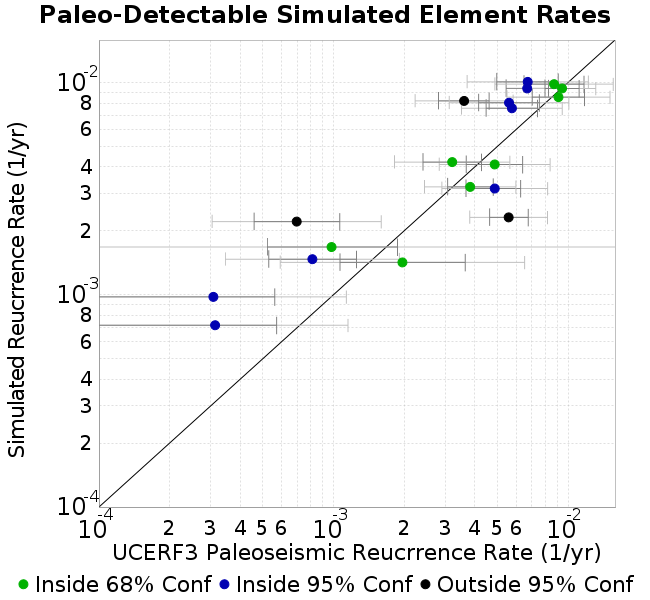 Paleo-Detectable Simulated Element Rates
Simulated Reucrrence Rate (1/yr)
10-2
8
6
4
3
2
10-3
8
6
4
3
2
10-4
10-4 2 3 4 5 6 10-3 2 3 4 5 6 10-2
UCERF3 Paleoseismic Reucrrence Rate (1/yr)
Inside 68% Conf Inside 95% Conf Outside 95% Conf